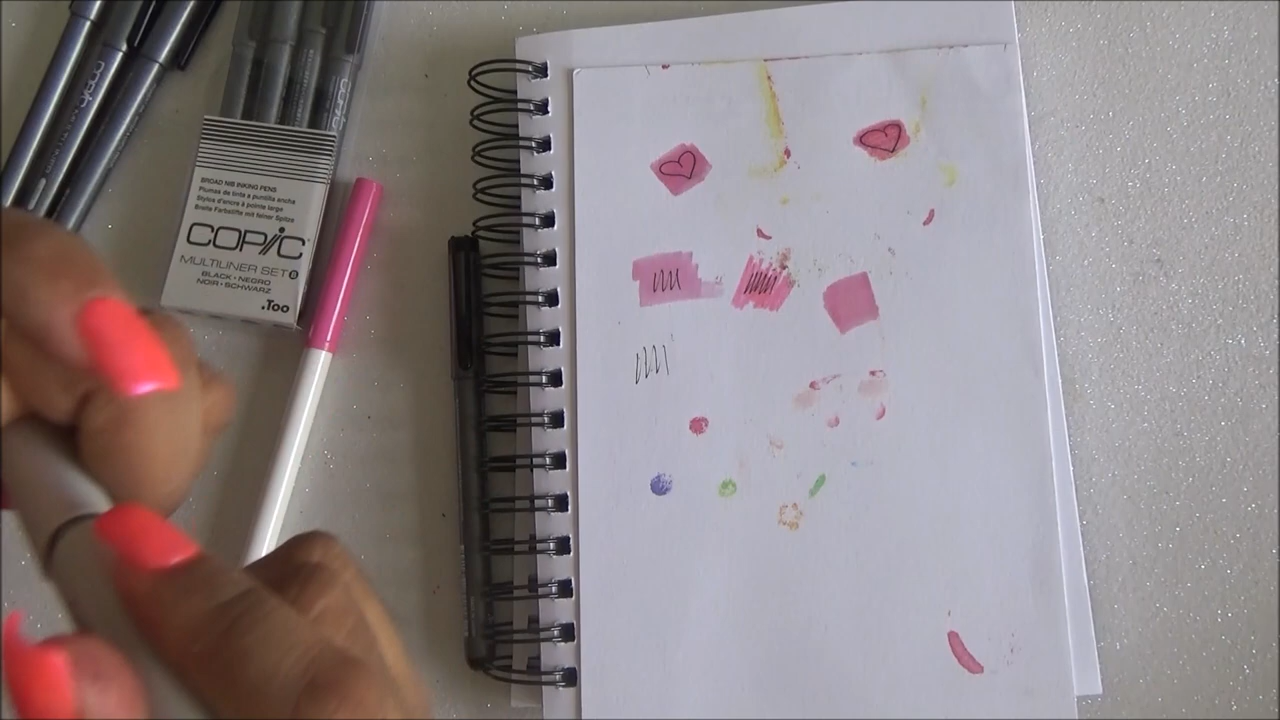 COPIC
BROAD NIB INKING PENS
Plumas de tinta a puntilla ancha
Stylos d'encre à pointe large
Breite Farbstifte mit feiner Spitze
COPIC
MULTILINER SET B
BLACK • NEGRO
NOIR • SCHWARZ
.Too